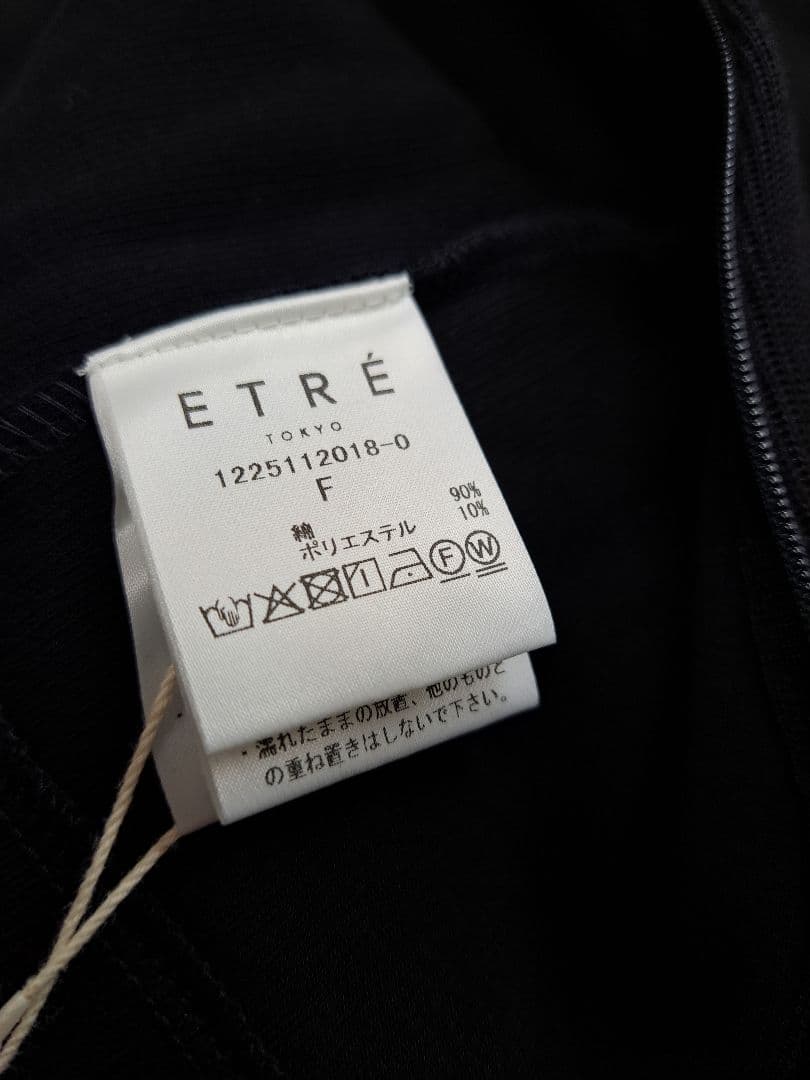 ETRÉ
TOKYO
1225112018-0
F
綿 90%
ポリエステル 10%
F W
・濡れたままの放置、他のものと
の重ね置きはしないで下さい。